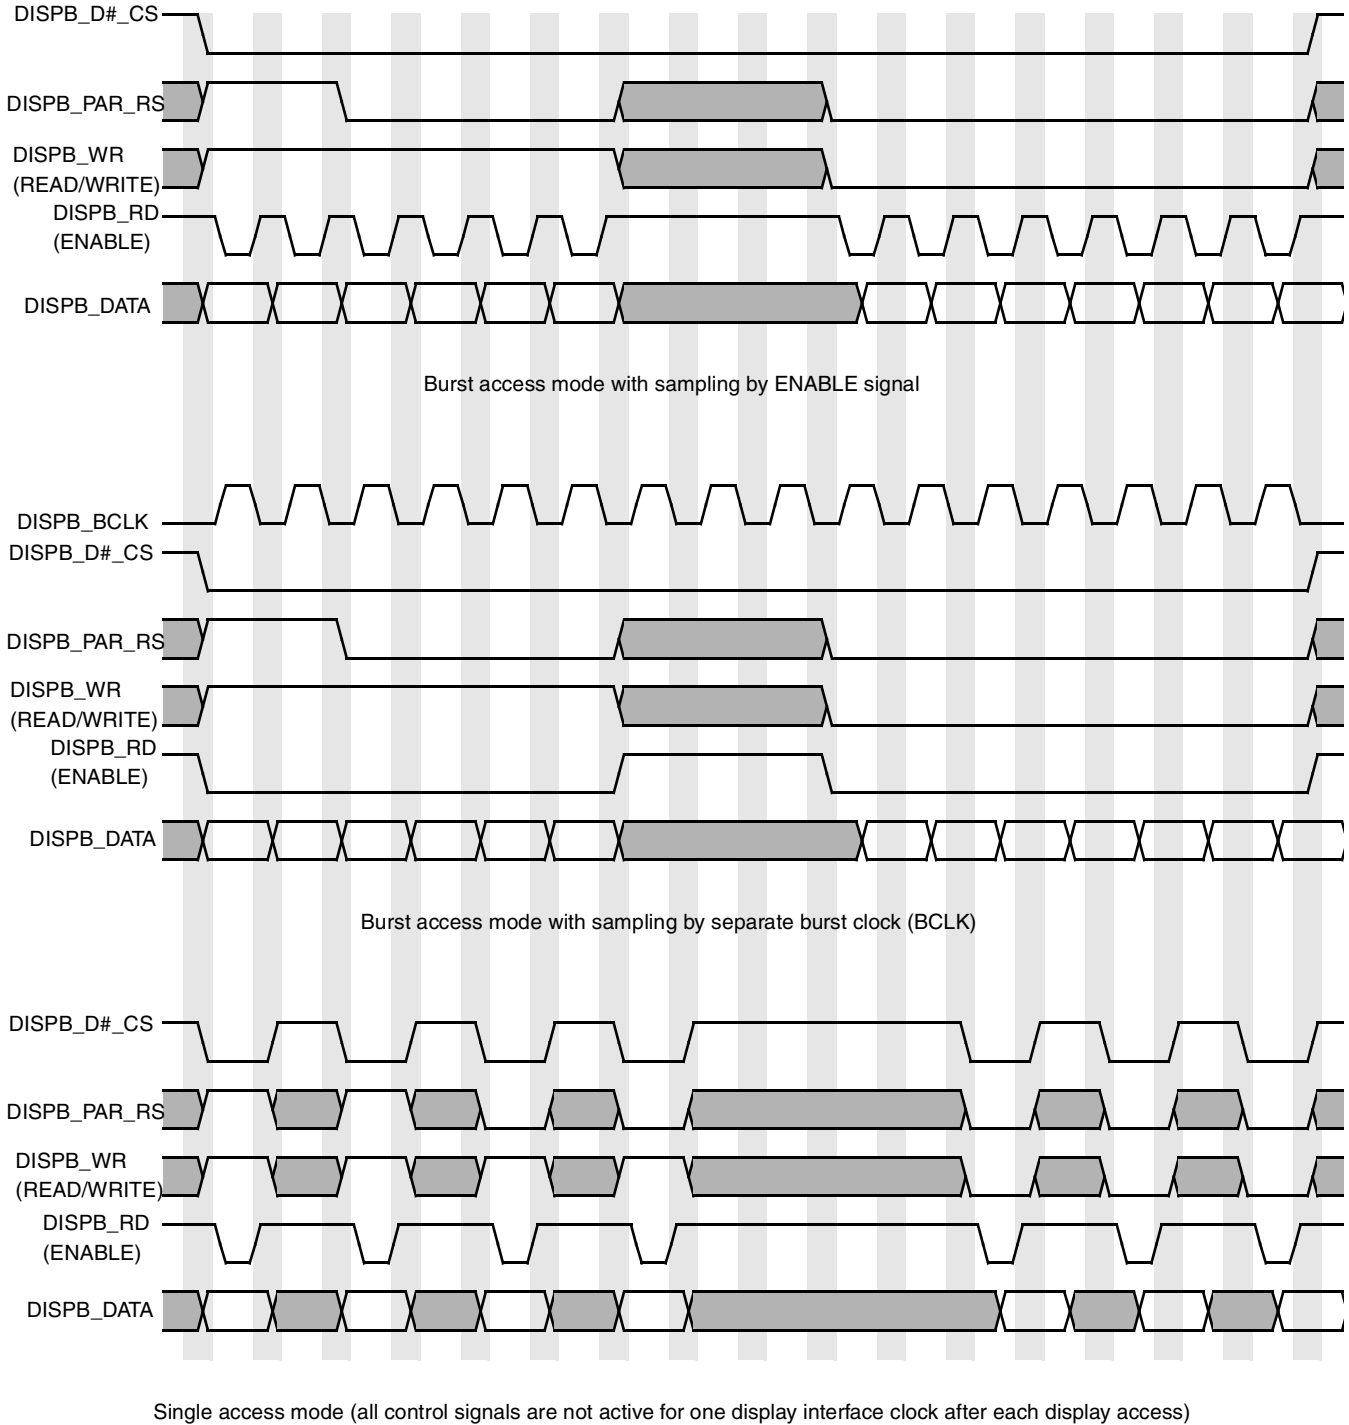 DISPB_D#_CS
DISPB_PAR_RS
DISPB_WR
(READ/WRITE)
DISPB_RD
(ENABLE)
DISPB_DATA
Burst access mode with sampling by ENABLE signal
DISPB_BCLK
DISPB_D#_CS
DISPB_PAR_RS
DISPB_WR
(READ/WRITE)
DISPB_RD
(ENABLE)
DISPB_DATA
Burst access mode with sampling by separate burst clock (BCLK)
DISPB_D#_CS
DISPB_PAR_RS
DISPB_WR
(READ/WRITE)
DISPB_RD
(ENABLE)
DISPB_DATA
Single access mode (all control signals are not active for one display interface clock after each display access)